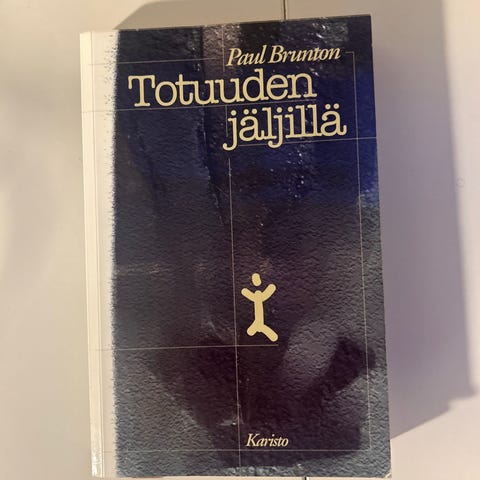 Paul Brunton
Totuuden
jäljillä
Karisto